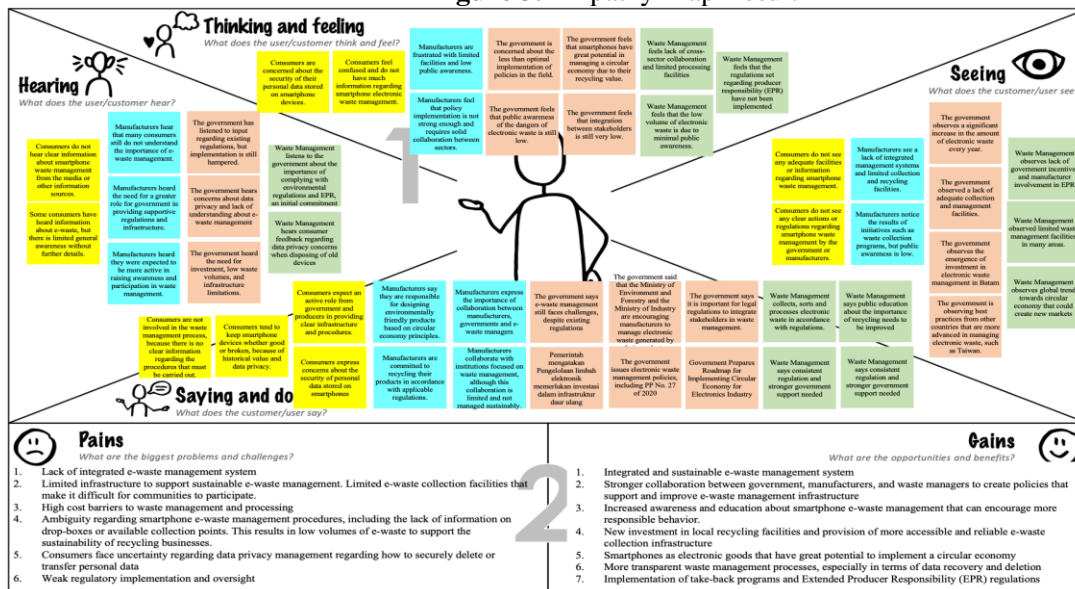 Thinking and feeling
What does the user/customer think and feel?
Consumers are
concerned about the
security of their
personal data stored
on smartphone
devices.
Consumers feel
confused and do not
have much
information regarding
smartphone electronic
waste management.
Manufacturers are
frustrated with limited
facilities and low
public awareness.
Manufacturers feel
that policy
implementation is not
strong enough and
requires solid
collaboration between
sectors.
The government is
concerned about the
less than optimal
implementation of
policies in the field.
The government feels
that public awareness
of the dangers of
electronic waste is still
low.
The government feels
that smartphones have
great potential in
managing a circular
economy due to their
recycling value.
The government feels
that integration
between stakeholders
is still very low.
Waste Management
feels lack of cross-
sector collaboration
and limited processing
facilities
Waste Management
feels that the low
volume of electronic
waste is due to
minimal public
awareness.
Waste Management
feels that the
regulations set
regarding producer
responsibility (EPR)
have not been
implemented
Hearing
What does the user/customer hear?
Consumers do not
hear clear information
about smartphone
waste management
from the media or
other information
sources.
Some consumers have
heard information
about e-waste, but
there is limited general
awareness without
further details.
Manufacturers hear
that many consumers
still do not understand
the importance of e-
waste management.
Manufacturers heard
the need for a greater
role for government in
providing supportive
regulations and
infrastructure.
Manufacturers heard
they were expected to
be more active in
raising awareness and
participation in waste
management.
The government has
listened to input
regarding existing
regulations, but
implementation is still
hampered.
The government hears
concerns about data
privacy and lack of
understanding about e-
waste management
The government heard
the need for
investment, low waste
volumes, and
infrastructure
limitations.
Waste Management
listens to the
government about the
importance of
complying with
environmental
regulations and EPR,
an initial commitment
Waste Management
hears consumer
feedback regarding
data privacy concerns
when disposing of old
devices
1
Seeing
What does the customer/user see
Consumers do not see
any adequate facilities
or information
regarding smartphone
waste management.
Consumers do not see
any clear actions or
regulations regarding
smartphone waste
management by the
government or
manufacturers.
Manufacturers see a
lack of integrated
management systems
and limited collection
and recycling
facilities.
Manufacturers notice
the results of
initiatives such as
waste collection
programs, but public
awareness is low.
The government
observes a significant
increase in the amount
of electronic waste
every year.
The government
observed a lack of
adequate collection
and management
facilities.
The government
observes the
emergence of
investment in electronic
waste management in
Batam
The government is
observing best
practices from other
countries that are more
advanced in managing
electronic waste, such
as Taiwan.
Waste Management
observes lack of
government incentives
and manufacturer
involvement in EPR
Waste Management
observed limited waste
management facilities
in many areas.
Waste Management
observes global trends
towards circular
economy that could
create new markets
Consumers are not
involved in the waste
management process,
because there is no
clear information
regarding the
procedures that must
be carried out.
Consumers tend to
keep smartphone
devices whether good
or broken, because of
historical value and
data privacy.
Consumers expect an
active role from
government and
producers in providing
clear infrastructure and
procedures.
Consumers express
concerns about the
security of personal
data stored on
smartphones
Manufacturers say
they are responsible
for designing
environmentally
friendly products
based on circular
economy principles.
Manufacturers are
committed to
recycling their
products in accordance
with applicable
regulations.
Manufacturers express
the importance of
collaboration between
manufacturers,
governments and e-
waste managers
Manufacturers
collaborate with
institutions focused on
waste management,
although this
collaboration is
limited and not
managed sustainably.
The government says
e-waste management
still faces challenges,
despite existing
regulations
Pemerintah
mengatakan
Pengelolaan limbah
elektronik
memerlukan investasi
dalam infrastruktur
daur ulang
The government said
that the Ministry of
Environment and
Forestry and the
Ministry of Industry
are encouraging
manufacturers to
manage electronic
waste generated by
The government
issues electronic waste
management policies,
including PP No. 27
of 2020
The government says
it is important for legal
regulations to
integrate stakeholders
in waste management.
Government Prepares
Roadmap for
Implementing Circular
Economy for
Electronics Industry
Waste Management
collects, sorts and
processes electronic
waste in accordance
with regulations.
Waste Management
says consistent
regulation and
stronger government
support needed
Waste Management
says public education
about the importance
of recycling needs to
be improved
Waste Management
says consistent
regulation and
stronger government
support needed
Saying and do
What does the customer/user say?
Pains
What are the biggest problems and challenges?
1. Lack of integrated e-waste management system
2. Limited infrastructure to support sustainable e-waste management. Limited e-waste collection facilities that
make it difficult for communities to participate.
3. High cost barriers to waste management and processing
4. Ambiguity regarding smartphone e-waste management procedures, including the lack of information on
drop-boxes or available collection points. This results in low volumes of e-waste to support the
sustainability of recycling businesses.
5. Consumers face uncertainty regarding data privacy management regarding how to securely delete or
transfer personal data
6. Weak regulatory implementation and oversight
2
Gains
What are the opportunities and benefits?
1. Integrated and sustainable e-waste management system
2. Stronger collaboration between government, manufacturers, and waste managers to create policies that
support and improve e-waste management infrastructure
3. Increased awareness and education about smartphone e-waste management that can encourage more
responsible behavior.
4. New investment in local recycling facilities and provision of more accessible and reliable e-waste
collection infrastructure
5. Smartphones as electronic goods that have great potential to implement a circular economy
6. More transparent waste management processes, especially in terms of data recovery and deletion
7. Implementation of take-back programs and Extended Producer Responsibility (EPR) regulations